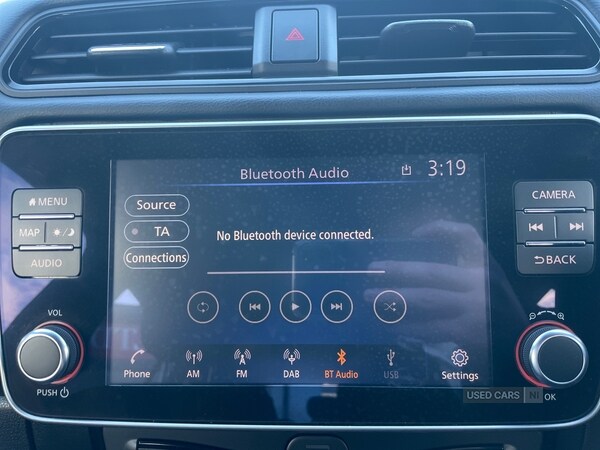 Bluetooth Audio
3:19
MENU
MAP
AUDIO
VOL
PUSH
Source
TA
Connections
No Bluetooth device connected.
Phone
AM
FM
DAB
BT Audio
USB
Settings
CAMERA
BACK
OK
USED CARS NI